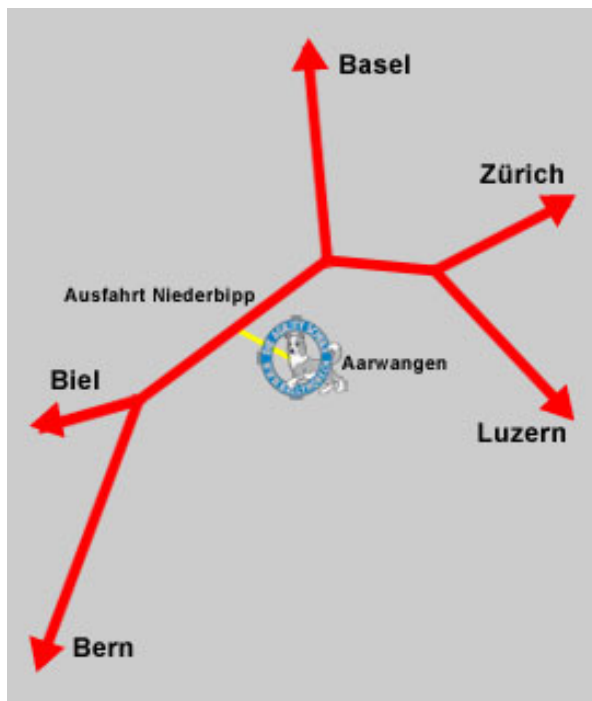 Basel
Zürich
Ausfahrt Niederbipp
Aarwangen
Biel
Luzern
Bern